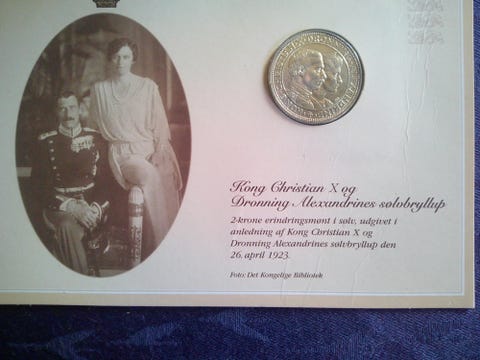 Kong Christian X og
Dronning Alexandrines sølvbryllup
2-krone erindringsmønt i sølv, udgivet i
anledning af Kong Christian X og
Dronning Alexandrines sølvbryllup den
26. april 1923.
Foto: Det Kongelige Bibliotek